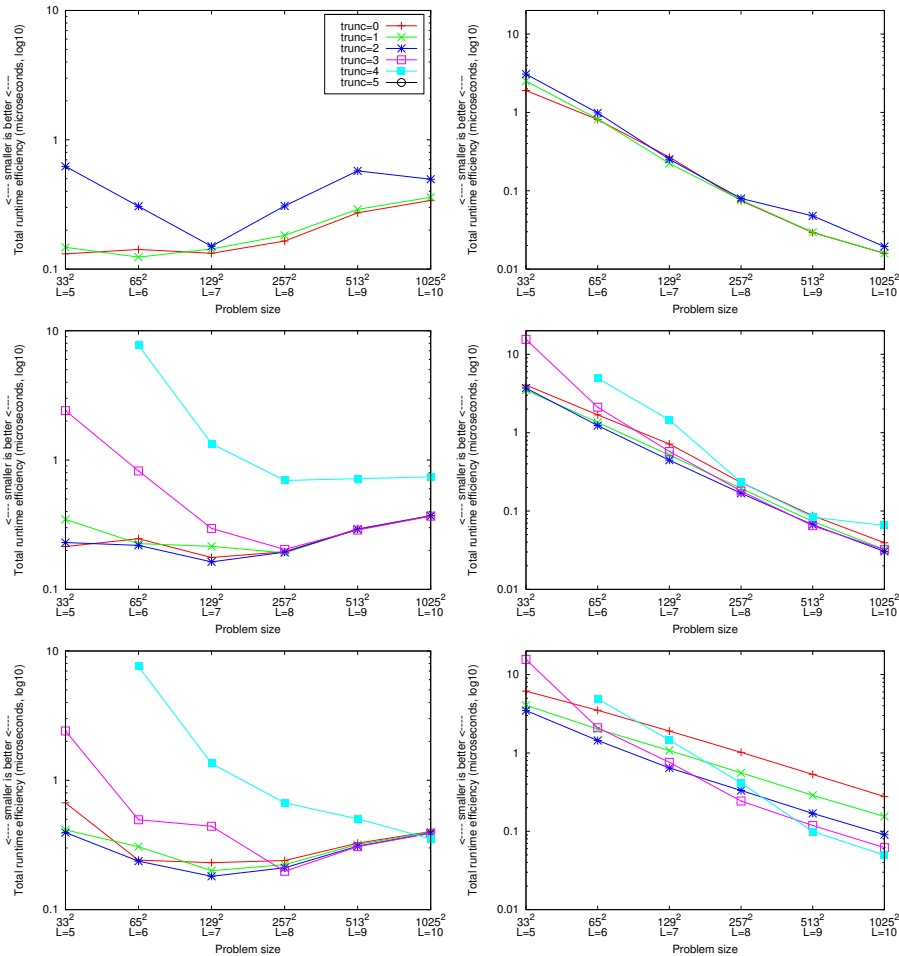 <---- smaller is better <----
Total runtime efficiency (microseconds, log10)
10
1
0.1
trunc=0
trunc=1
trunc=2
trunc=3
trunc=4
trunc=5
33² 65² 129² 257² 513² 1025²
L=5 L=6 L=7 L=8 L=9 L=10
Problem size
<---- smaller is better <----
Total runtime efficiency (microseconds, log10)
10
1
0.1
0.01
33² 65² 129² 257² 513² 1025²
L=5 L=6 L=7 L=8 L=9 L=10
Problem size
<---- smaller is better <----
Total runtime efficiency (microseconds, log10)
10
1
0.1
33² 65² 129² 257² 513² 1025²
L=5 L=6 L=7 L=8 L=9 L=10
Problem size
<---- smaller is better <----
Total runtime efficiency (microseconds, log10)
10
1
0.1
0.01
33² 65² 129² 257² 513² 1025²
L=5 L=6 L=7 L=8 L=9 L=10
Problem size
<---- smaller is better <----
Total runtime efficiency (microseconds, log10)
10
1
0.1
33² 65² 129² 257² 513² 1025²
L=5 L=6 L=7 L=8 L=9 L=10
Problem size
<---- smaller is better <----
Total runtime efficiency (microseconds, log10)
10
1
0.1
0.01
33² 65² 129² 257² 513² 1025²
L=5 L=6 L=7 L=8 L=9 L=10
Problem size